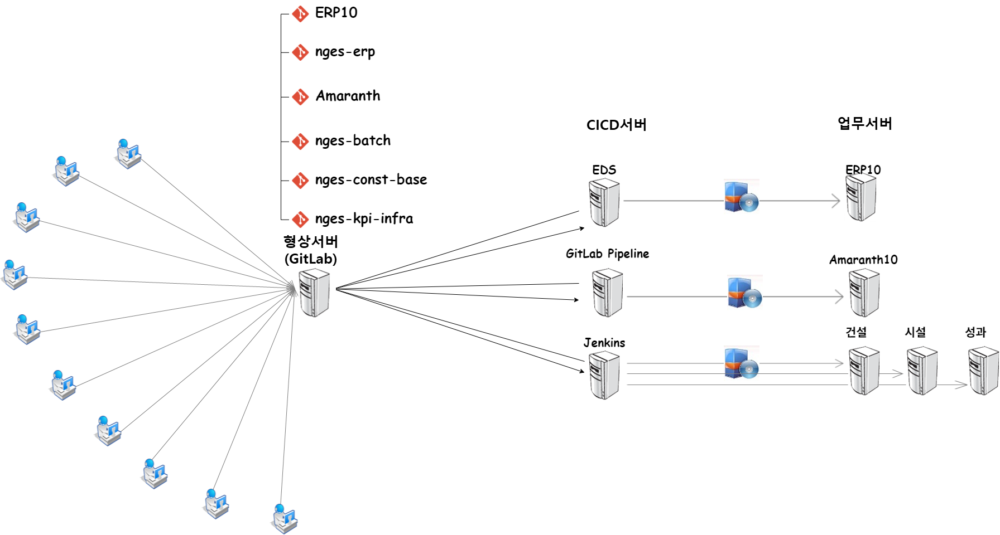 ERP10
nges-erp
Amaranth
nges-batch
nges-const-base
nges-kpi-infra
형상서버
(GitLab)
CICD서버
업무서버
EDS
ERP10
GitLab Pipeline
Amaranth10
Jenkins
건설
시설
성과